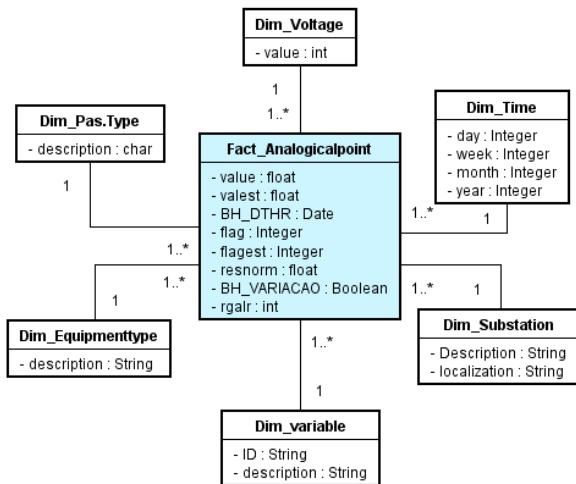 Dim_Voltage
- value : int
1
1..*
Dim_Pas.Type
- description : char
1
1..*
Dim_Time
- day : Integer
- week : Integer
- month : Integer
- year : Integer
1..*
1
Fact_Analogicalpoint
- value : float
- valest : float
- BH_DTHR : Date
- flag : Integer
- flagest : Integer
- resnorm : float
- BH_VARIACAO : Boolean
- rgalr : int
1..*
1
Dim_Equipmenttype
- description : String
1..*
1
Dim_Substation
- Description : String
- localization : String
1..*
1
Dim_variable
- ID : String
- description : String